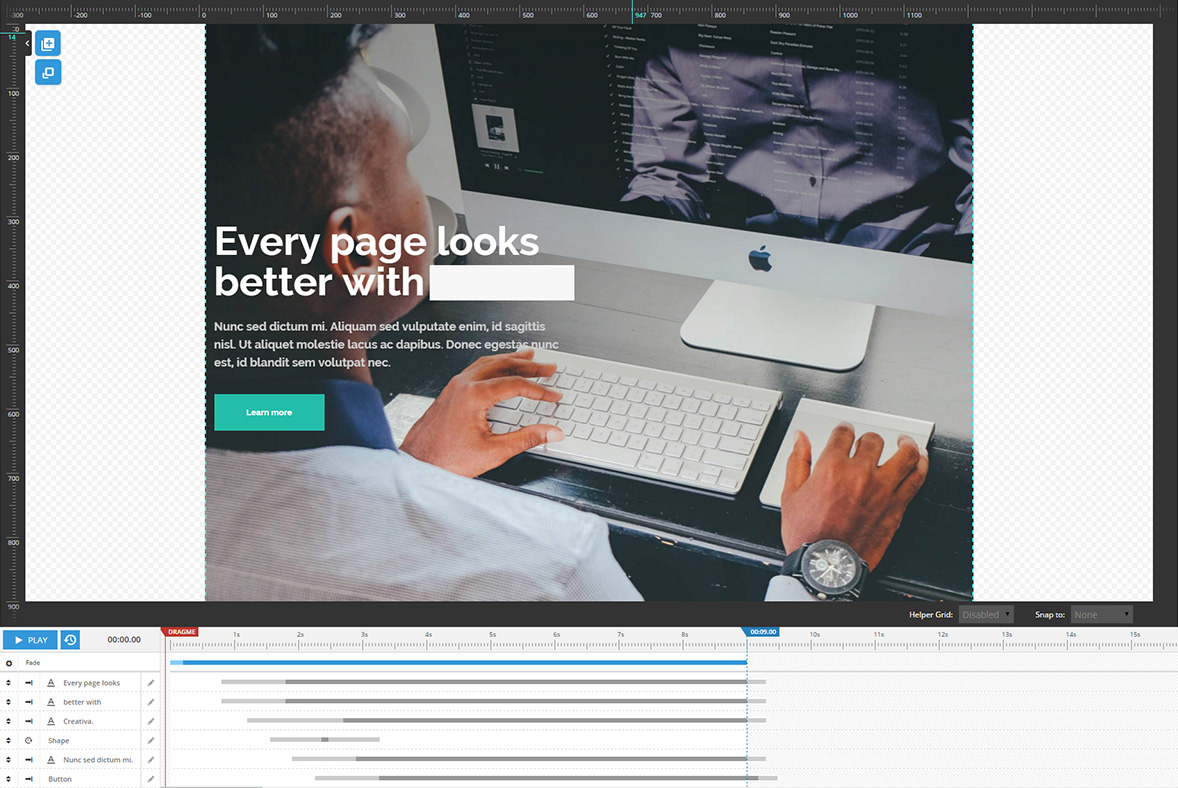 -300 -200 -100 0 100 200 300 400 500 600 947 700 800 900 1000 1100
0
14
100
200
300
400
500
600
700
800
900
Every page looks
better with
Nunc sed dictum mi. Aliquam sed vulputate enim, id sagittis
nisl. Ut aliquet molestie lacus ac dapibus. Donec egestas nunc
est, id blandit sem volutpat nec.
Learn more
Helper Grid: Disabled Snap to: None
PLAY 00:00.00 DRAGME 1s 2s 3s 4s 5s 6s 7s 8s 00:09.00 10s 11s 12s 13s 14s 15s
Fade
Every page looks
better with
Creativa.
Shape
Nunc sed dictum mi.
Button